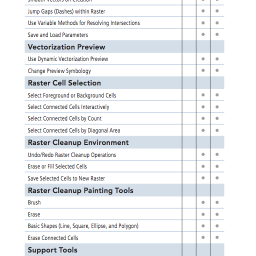 Smooth Vectors on Creation
Jump Gaps (Dashes) within Raster
Use Variable Methods for Resolving Intersections
Save and Load Parameters
Vectorization Preview
Use Dynamic Vectorization Preview
Change Preview Symbology
Raster Cell Selection
Select Foreground or Background Cells
Select Connected Cells Interactively
Select Connected Cells by Count
Select Connected Cells by Diagonal Area
Raster Cleanup Environment
Undo/Redo Raster Cleanup Operations
Erase or Fill Selected Cells
Save Selected Cells to New Raster
Raster Cleanup Painting Tools
Brush
Erase
Basic Shapes (Line, Square, Ellipse, and Polygon)
Erase Connected Cells
Support Tools